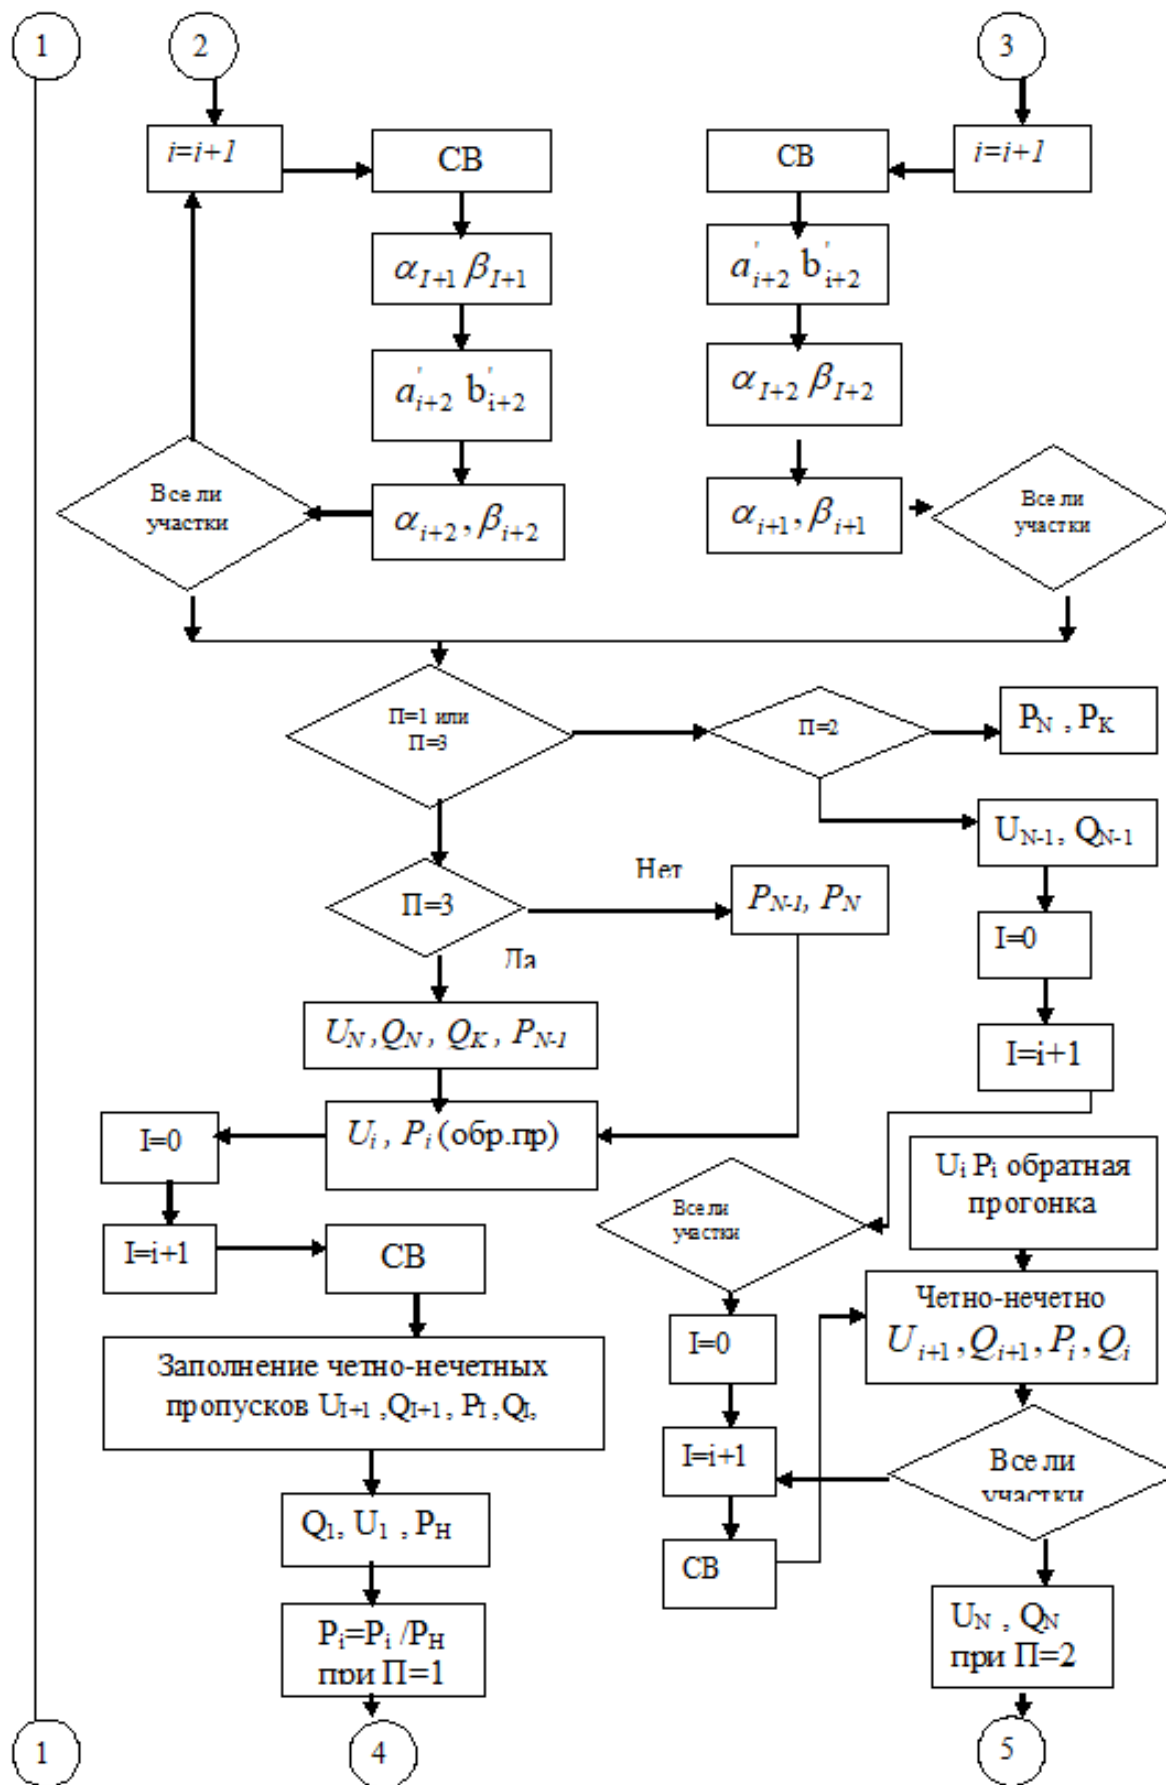 1
2
3
i=i+1
СВ
СВ
i=i+1
α_{I+1} β_{I+1}
a'_{i+2} b'_{i+2}
a'_{i+2} b'_{i+2}
α_{I+2} β_{I+2}
Все ли
участки
α_{i+2}, β_{i+2}
α_{i+1}, β_{i+1}
Все ли
участки
П=1 или
П=3
П=2
P_N , P_K
U_{N-1}, Q_{N-1}
П=3
Нет
P_{N-1}, P_N
Да
I=0
U_N, Q_N, Q_K, P_{N-1}
I=i+1
I=0
U_i, P_i (обр.пр)
U_i P_i обратная
прогонка
Все ли
участки
I=i+1
СВ
Четно-нечетно
U_{i+1}, Q_{i+1}, P_i, Q_i
I=0
Заполнение четно-нечетных
пропусков U_{I+1} ,Q_{I+1}, P_I ,Q_I,
I=i+1
Все ли
участки
Q_1, U_1 , P_H
СВ
P_i=P_i /P_H
при П=1
U_N , Q_N
при П=2
1
4
5